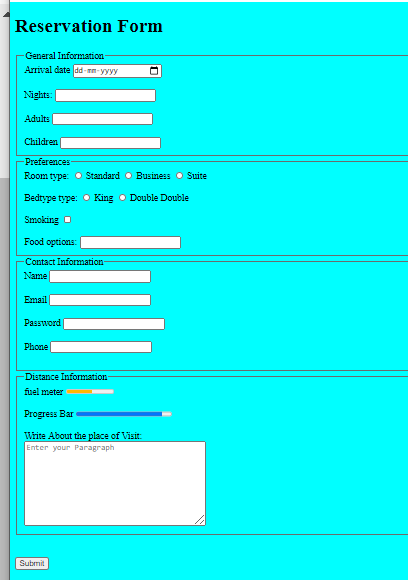 Reservation Form
General Information
Arrival date dd-mm-yyyy
Nights:
Adults
Children
Preferences
Room type: Standard Business Suite
Bedtype type: King Double Double
Smoking
Food options:
Contact Information
Name
Email
Password
Phone
Distance Information
fuel meter
Progress Bar
Write About the place of Visit:
Enter your Paragraph
Submit